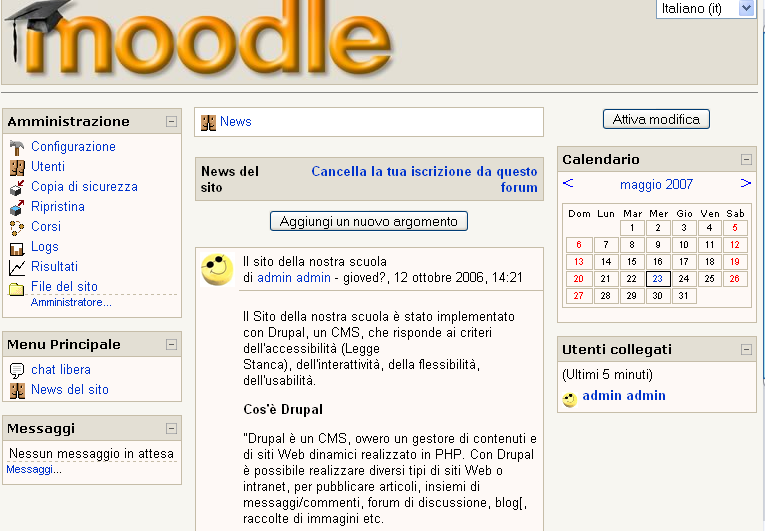 moodle
Italiano (it)
Amministrazione
Configurazione
Utenti
Copia di sicurezza
Ripristina
Corsi
Logs
Risultati
File del sito
Amministratore...
Menu Principale
chat libera
News del sito
Messaggi
Nessun messaggio in attesa
Messaggi...
News
News del
sito
Cancella la tua iscrizione da questo
forum
Aggiungi un nuovo argomento
Il sito della nostra scuola
di admin admin - gioved?, 12 ottobre 2006, 14:21
Il Sito della nostra scuola è stato implementato
con Drupal, un CMS, che risponde ai criteri
dell'accessibilità (Legge
Stanca), dell'interattività, della flessibilità,
dell'usabilità.
Cos'è Drupal
"Drupal è un CMS, ovvero un gestore di contenuti e
di siti Web dinamici realizzato in PHP. Con Drupal
è possibile realizzare diversi tipi di siti Web o
intranet, per pubblicare articoli, insiemi di
messaggi/commenti, forum di discussione, blog[,
raccolte di immagini etc.
Attiva modifica
Calendario
< maggio 2007 >
Dom Lun Mar Mer Gio Ven Sab
1 2 3 4 5
6 7 8 9 10 11 12
13 14 15 16 17 18 19
20 21 22 23 24 25 26
27 28 29 30 31
Utenti collegati
(Ultimi 5 minuti)
admin admin